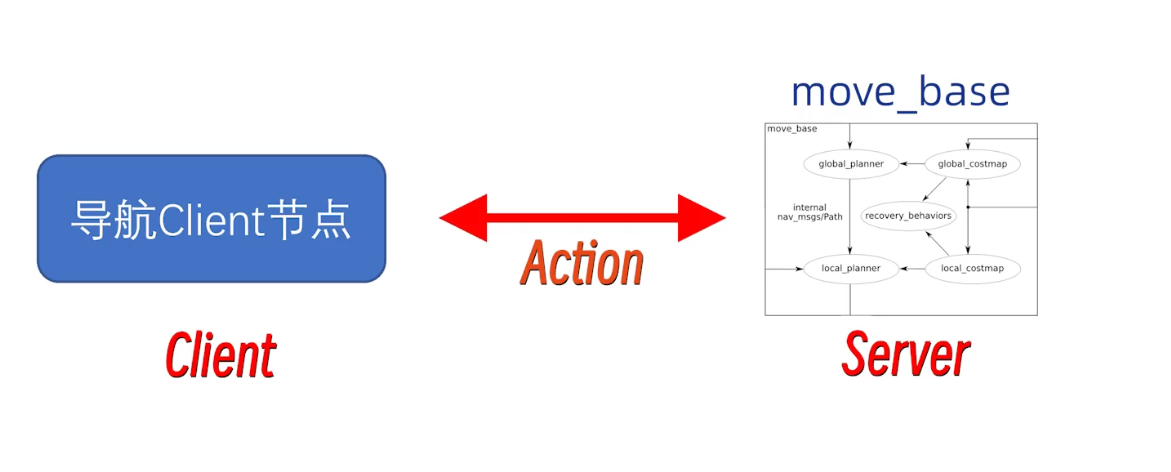 move_base
move_base
global_planner
global_costmap
internal
nav_msgs/Path
recovery_behaviors
local_planner
local_costmap
导航Client节点
Action
Client
Server